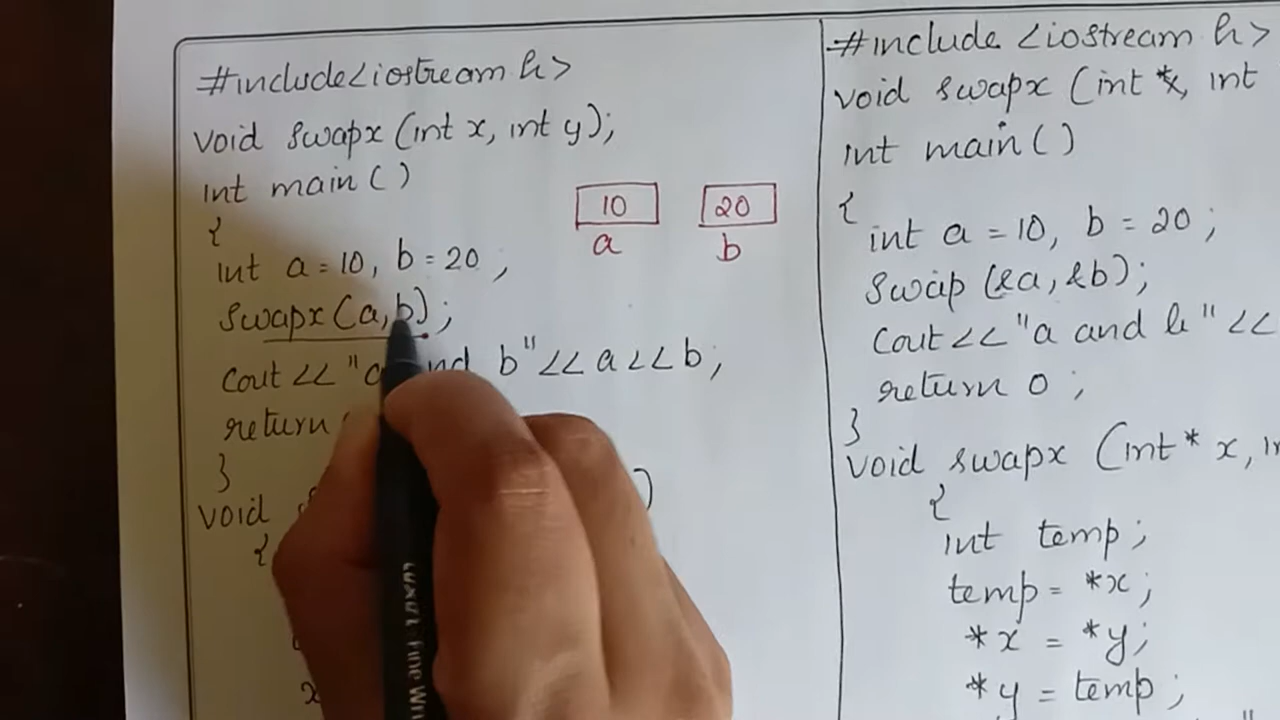 #include<iostream h>
void swapx (int x, int y);
int main ( )
{
int a = 10, b = 20 ;
swapx (a, b) ;
cout << "a and b" << a << b ;
return
}
void
{
x
10
20
a
b
#include <iostream h>
void swapx (int *x, int
int main ( )
{
int a = 10, b = 20 ;
swap (&a, &b) ;
cout << "a and b" <<
return 0 ;
}
void swapx (int* x,
{
int temp ;
temp = *x ;
*x = *y ;
*y = temp ;